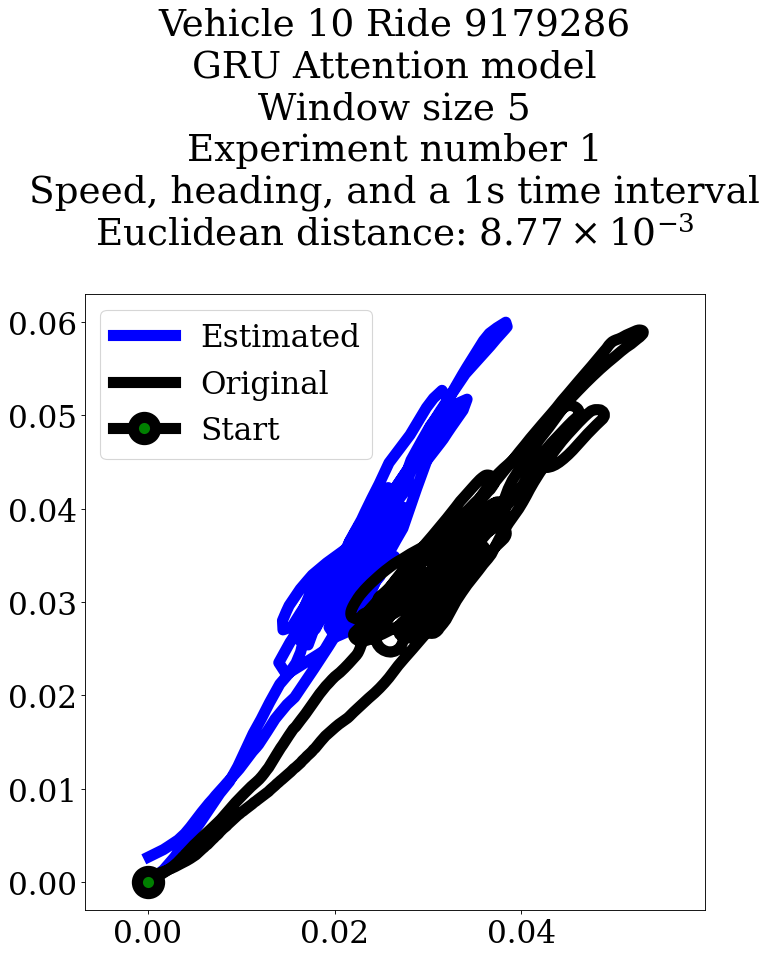 Vehicle 10 Ride 9179286
GRU Attention model
Window size 5
Experiment number 1
Speed, heading, and a 1s time interval
Euclidean distance: 8.77 × 10⁻³
0.06
0.05
0.04
0.03
0.02
0.01
0.00
Estimated
Original
Start
0.00 0.02 0.04